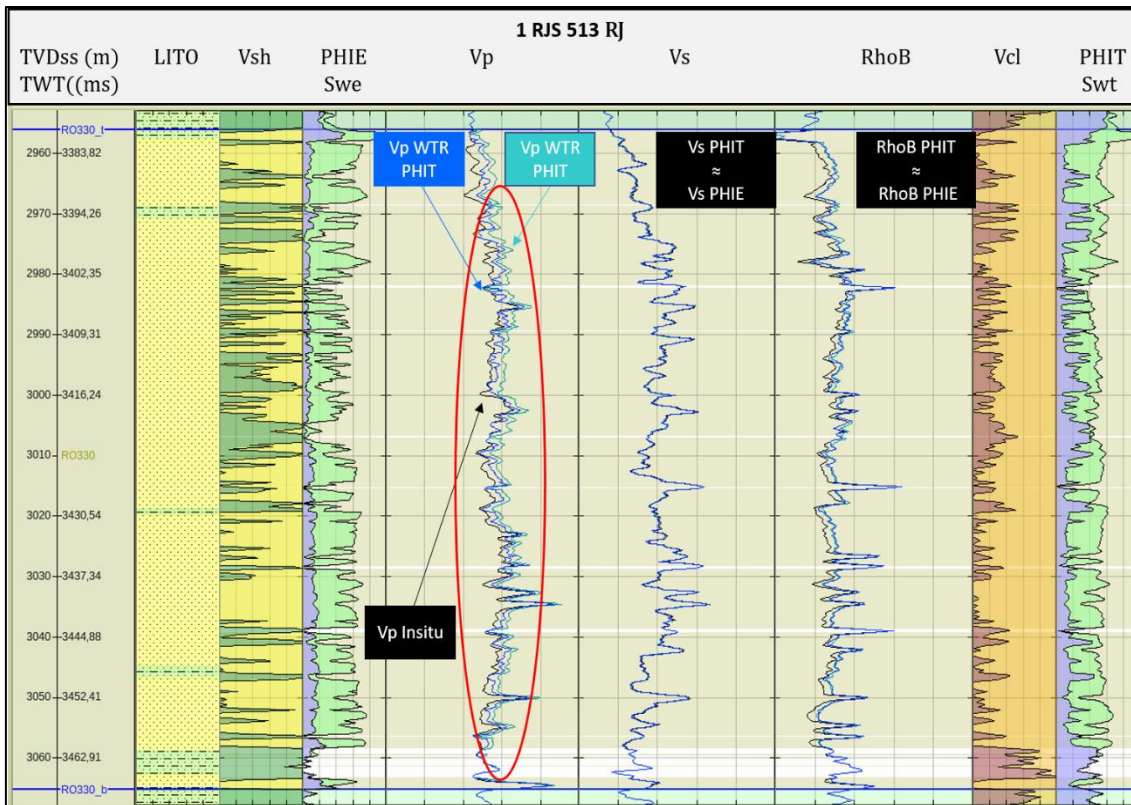 1 RJS 513 RJ
TVDss (m) LITO Vsh PHIE Vp Vs RhoB Vcl PHIT
TWT((ms) Swe Swt
RO330_t
2960 3383,82
Vp WTR
PHIT
Vp WTR
PHIT
Vs PHIT
≈
Vs PHIE
RhoB PHIT
≈
RhoB PHIE
2970 3394,26
2980 3402,35
2990 3409,31
3000 3416,24
3010 RO330
3020 3430,54
3030 3437,34
Vp Insitu
3040 3444,88
3050 3452,41
3060 3462,91
RO330_b